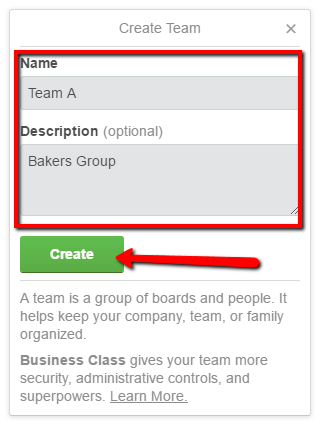 Create Team ×
Name
Team A
Description (optional)
Bakers Group
Create
A team is a group of boards and people. It
helps keep your company, team, or family
organized.
Business Class gives your team more
security, administrative controls, and
superpowers. Learn More.